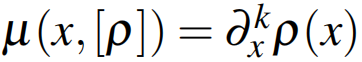 μ(x,[ρ]) = ∂ₓᵏρ(x)